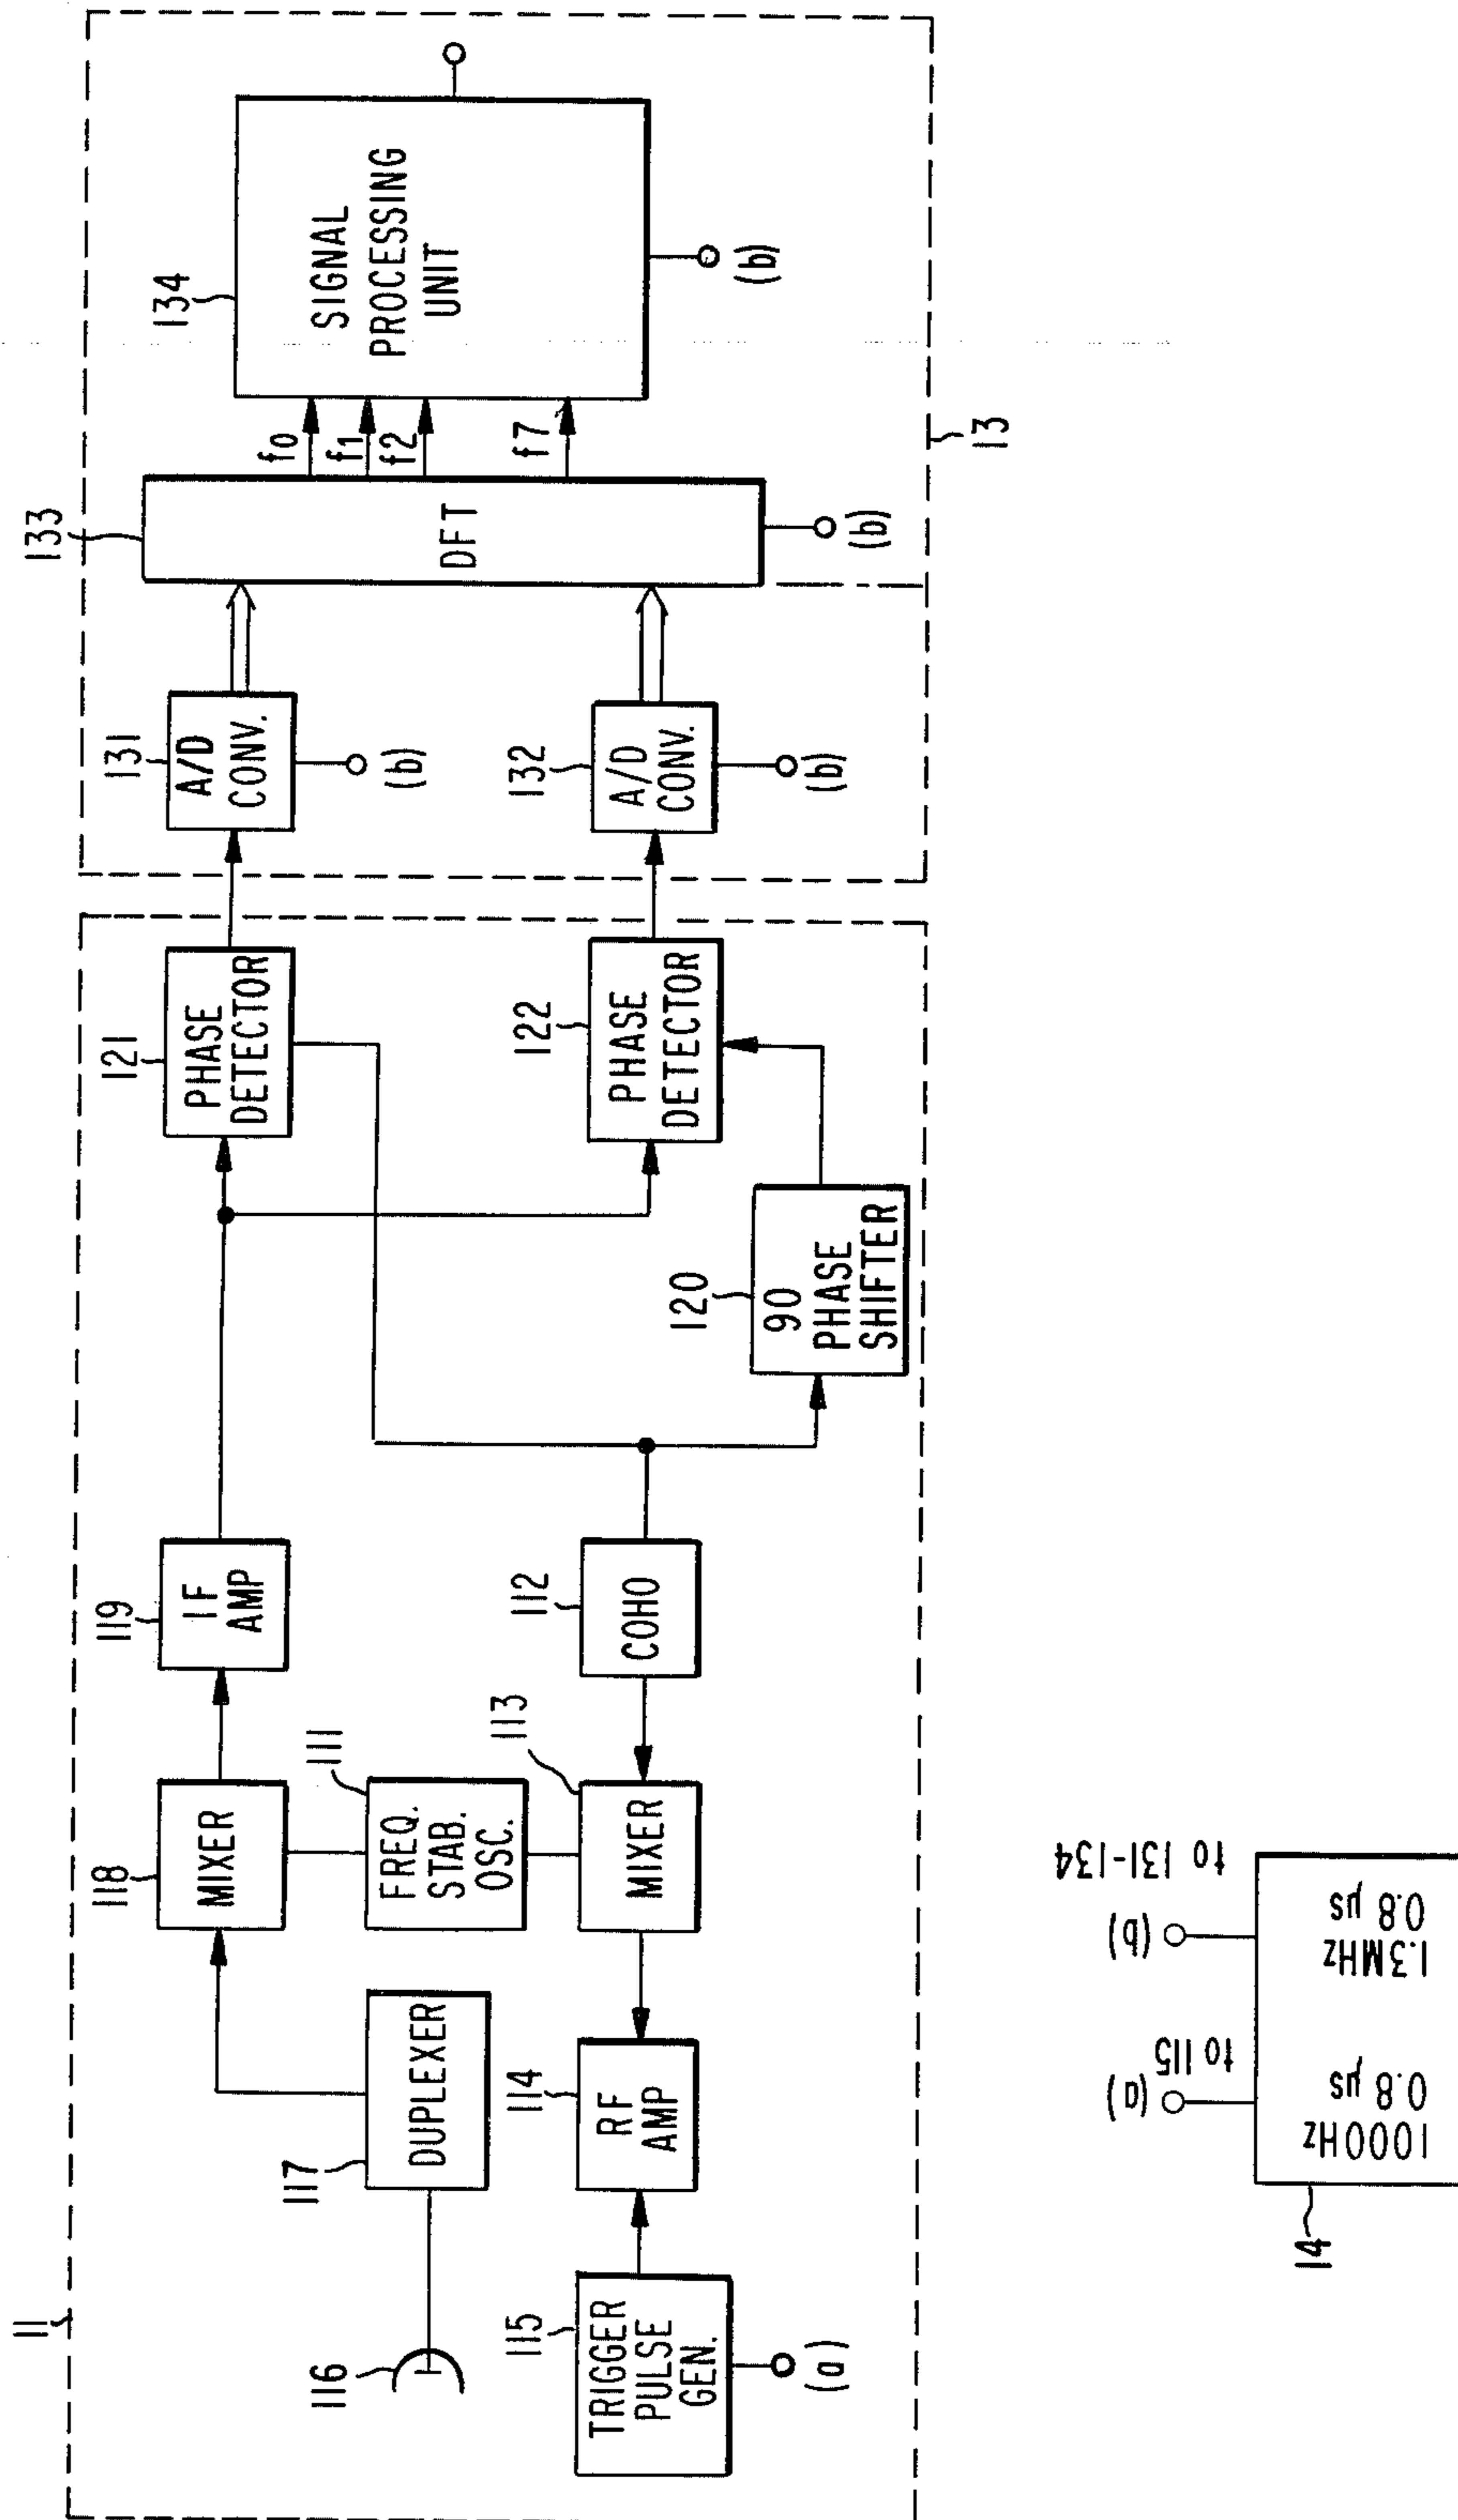 11
116
117
DUPLEXER
118
MIXER
119
IF
AMP
121
PHASE
DETECTOR
111
FREQ.
STAB.
OSC.
115
TRIGGER
PULSE
GEN.
(a)
114
RF
AMP
113
MIXER
112
COHO
120
90
PHASE
SHIFTER
122
PHASE
DETECTOR
131
A/D
CONV.
(b)
132
A/D
CONV.
(b)
133
DFT
(b)
f0
f1
f2
f7
134
SIGNAL
PROCESSING
UNIT
(b)
13
14
(a)
to 115
1000Hz
0.8 µs
(b)
to 131-134
1.3MHz
0.8 µs